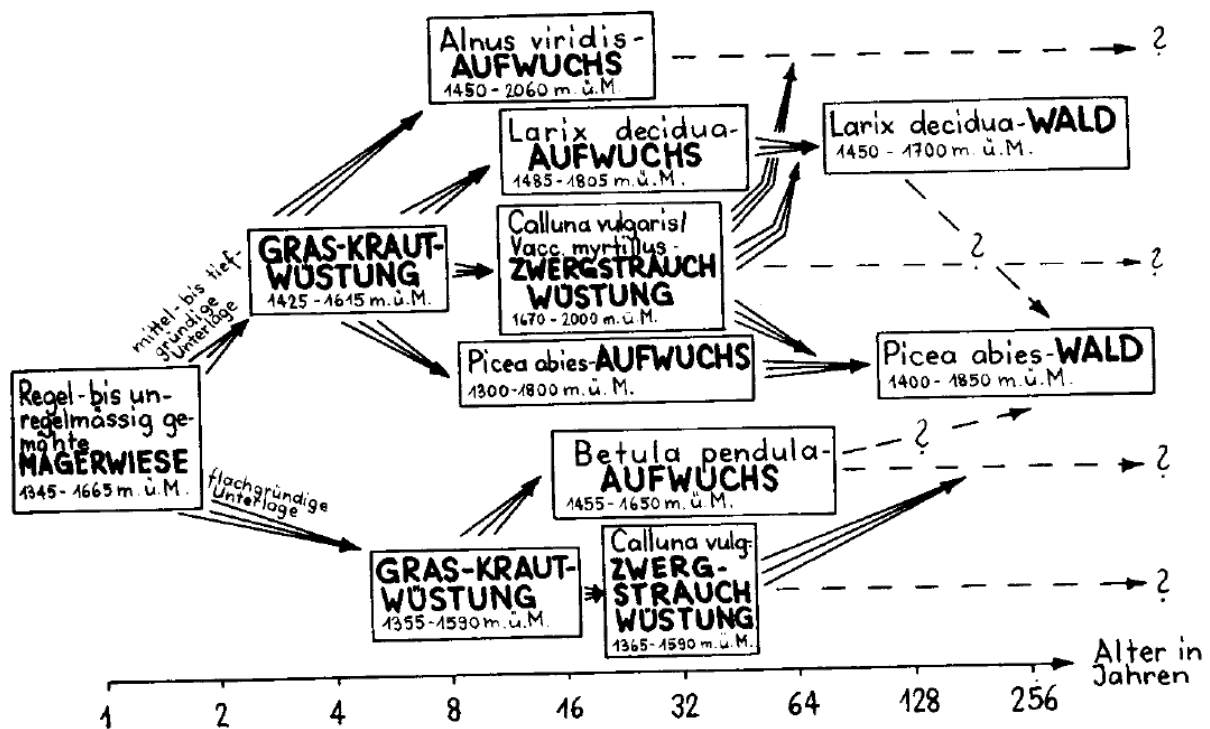 Alnus viridis-
AUFWUCHS
1450-2060 m.ü.M.
?
Larix decidua-
AUFWUCHS
1485-1805 m.ü.M.
Larix decidua-WALD
1450-1700 m.ü.M.
?
Calluna vulgaris/
Vacc. myrtillus-
ZWERGSTRAUCH
WÜSTUNG
1670-2000 m.ü.M.
?
GRAS-KRAUT-
WÜSTUNG
1425-1615 m.ü.M.
mittel- bis tief-
gründige
Unterlage
Picea abies-AUFWUCHS
1300-1800 m.ü.M.
Picea abies-WALD
1400-1850 m.ü.M.
Regel- bis un-
regelmässig ge-
mähte
MAGERWIESE
1345-1665 m.ü.M.
flachgründige
Unterlage
Betula pendula-
AUFWUCHS
1455-1650 m.ü.M.
?
?
GRAS-KRAUT-
WÜSTUNG
1355-1590 m.ü.M.
Calluna vulg.-
ZWERG-
STRAUCH
WÜSTUNG
1365-1590 m.ü.M.
?
Alter in
Jahren
1 2 4 8 16 32 64 128 256